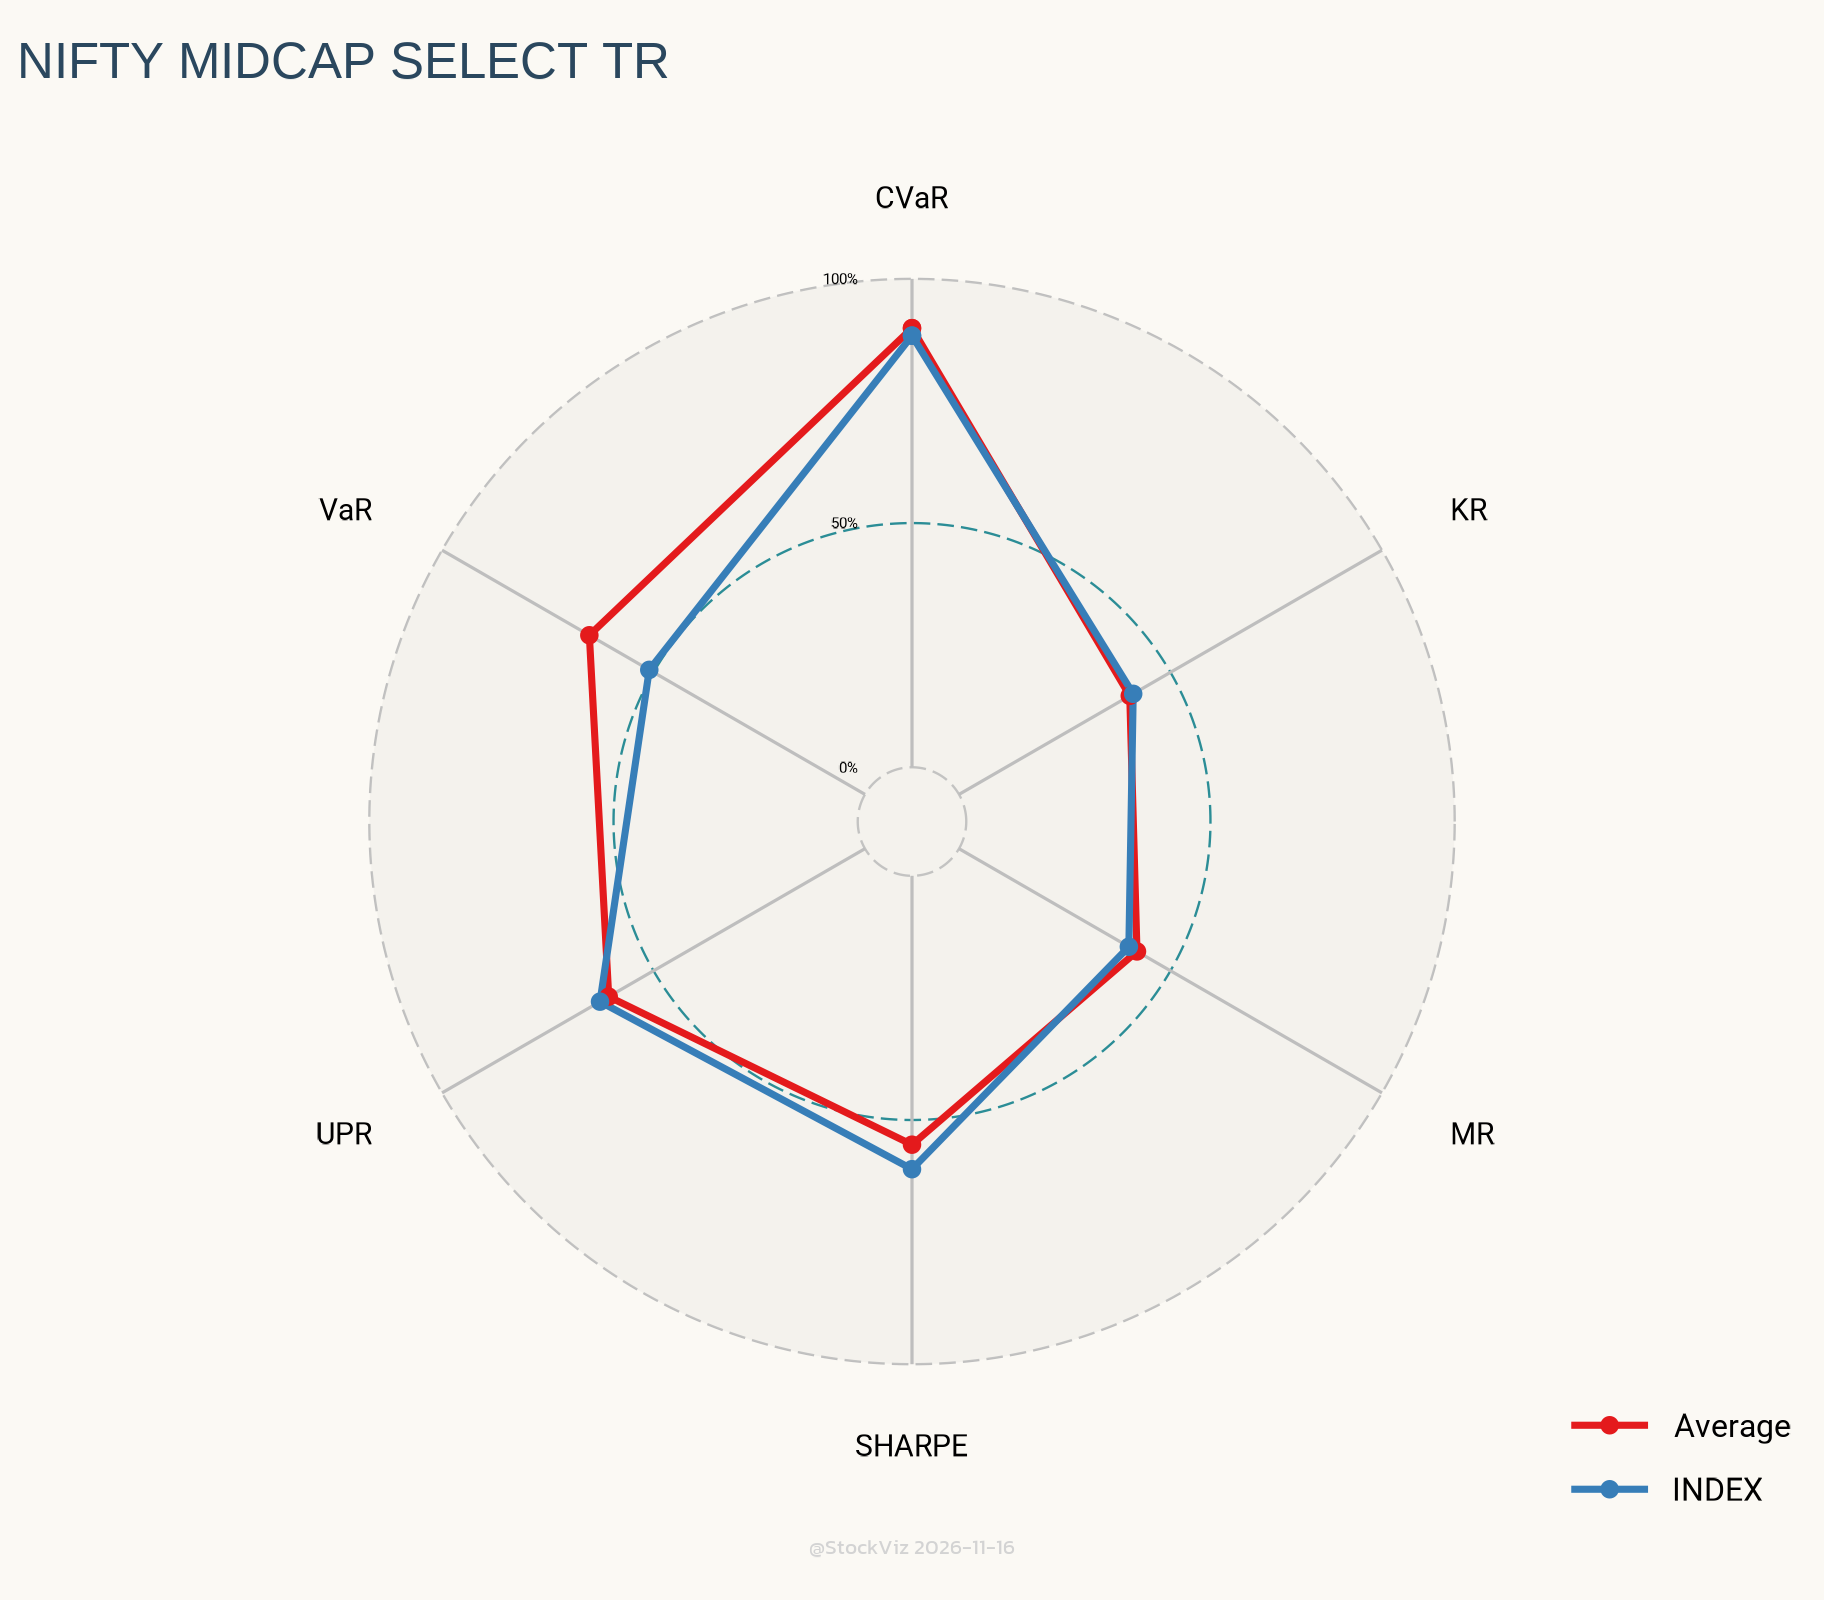 NIFTY MIDCAP SELECT TR
CVaR
100%
VaR
KR
50%
0%
UPR
MR
SHARPE
Average
INDEX
@StockViz 2026-11-16